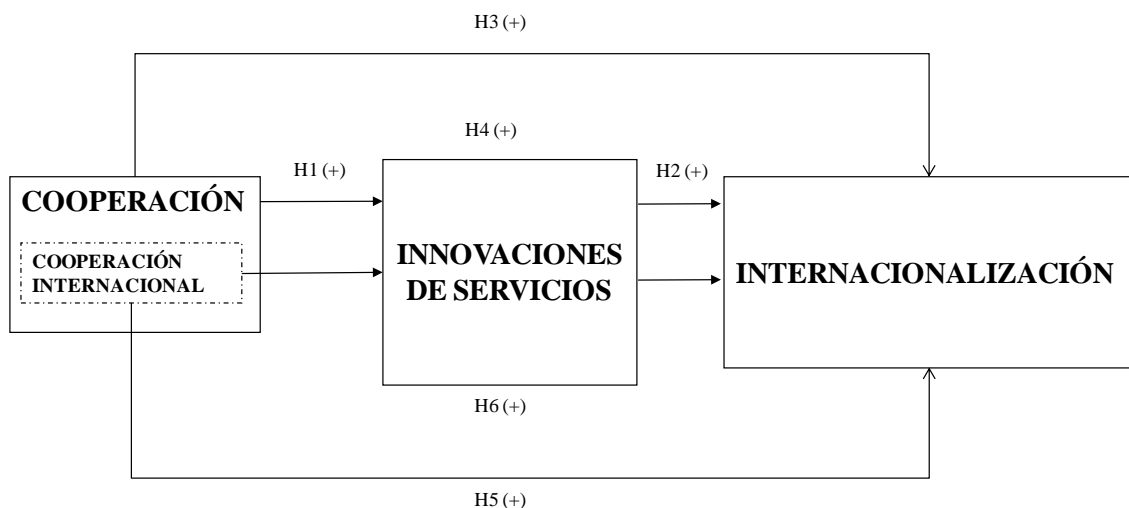 H3 (+)
H4 (+)
H1 (+)
H2 (+)
COOPERACIÓN
COOPERACIÓN
INTERNACIONAL
INNOVACIONES
DE SERVICIOS
INTERNACIONALIZACIÓN
H6 (+)
H5 (+)